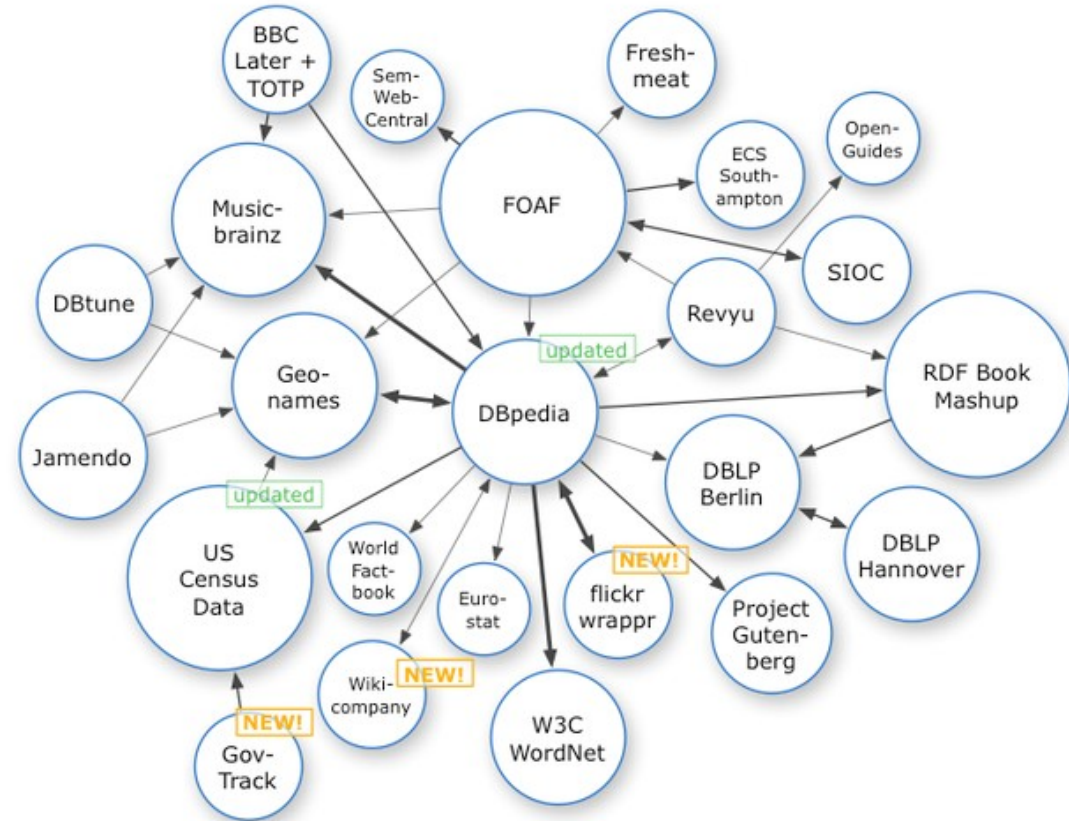 BBC
Later +
TOTP
Sem-
Web-
Central
Fresh-
meat
Open-
Guides
ECS
South-
ampton
FOAF
Music-
brainz
SIOC
DBtune
Revyu
updated
RDF Book
Mashup
Geo-
names
DBpedia
Jamendo
DBLP
Berlin
updated
US
Census
Data
World
Fact-
book
Euro-
stat
NEW!
flickr
wrappr
DBLP
Hannover
Project
Guten-
berg
NEW!
Wiki-
company
W3C
WordNet
NEW!
Gov-
Track